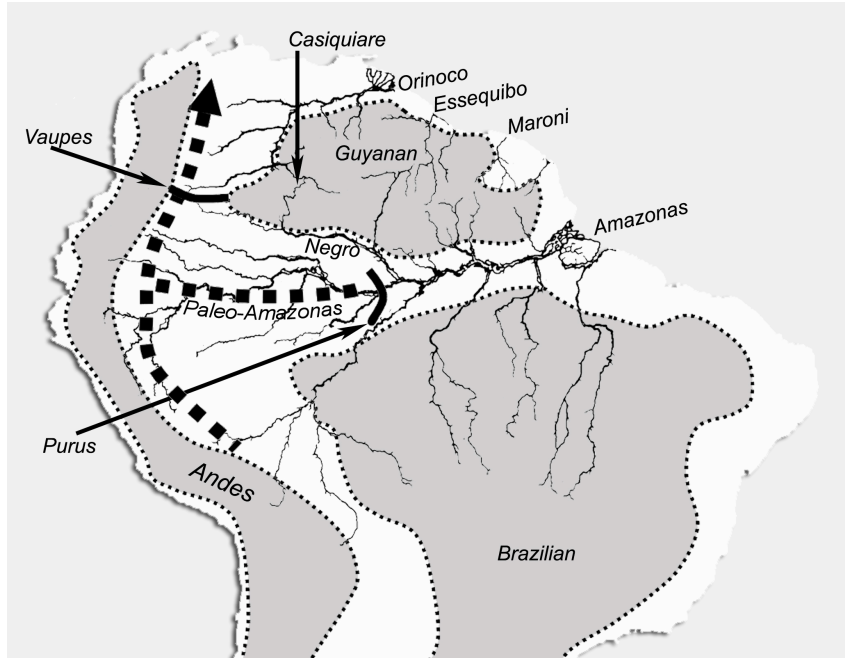 Casiquiare
Orinoco
Essequibo
Maroni
Vaupes
Guyanan
Amazonas
Negro
Paleo-Amazonas
Purus
Andes
Brazilian